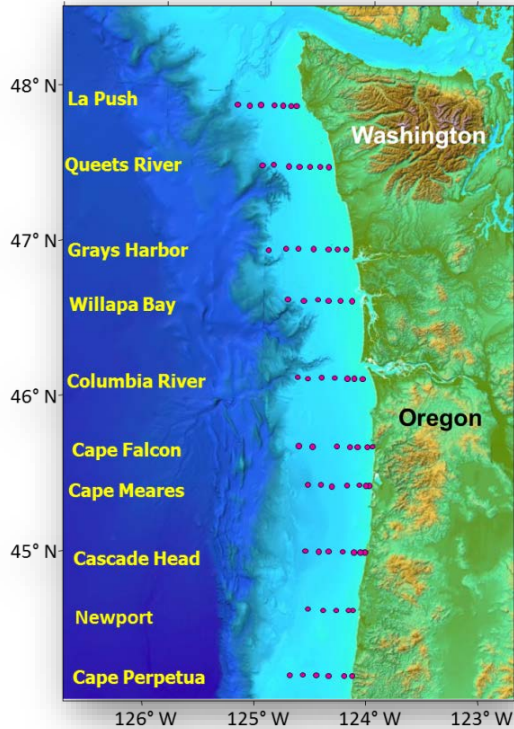 48° N
La Push
Washington
Queets River
47° N
Grays Harbor
Willapa Bay
46° N
Columbia River
Oregon
Cape Falcon
Cape Meares
45° N
Cascade Head
Newport
Cape Perpetua
126° W
125° W
124° W
123° W